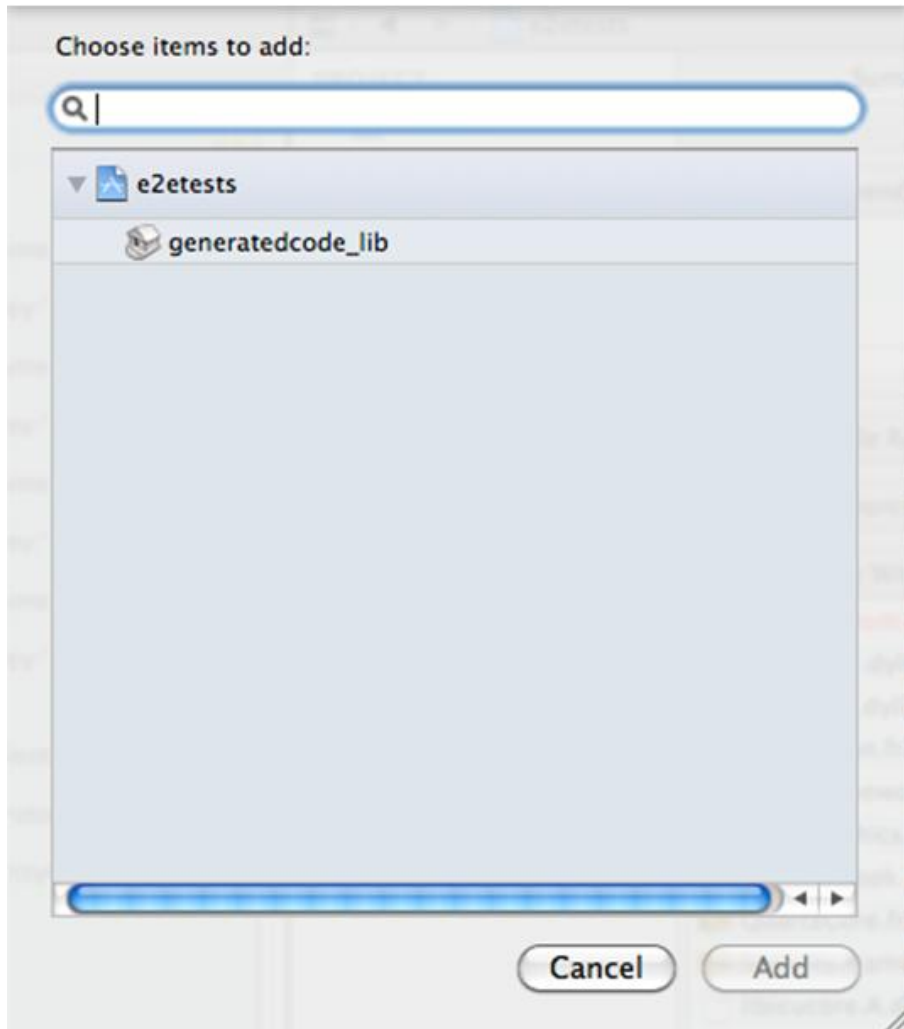 Choose items to add:
e2etests
generatedcode_lib
Cancel
Add